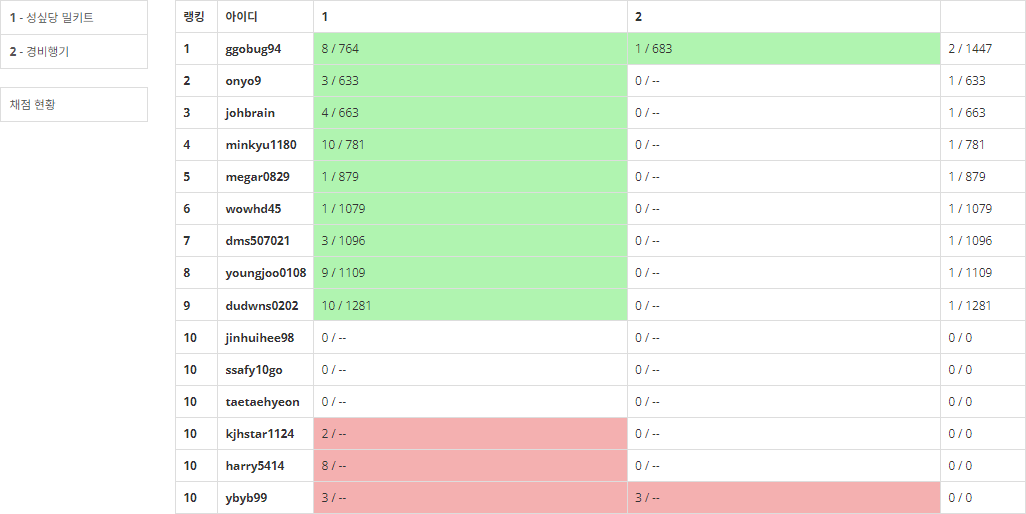 1 - 성싶당 밀키트
2 - 경비행기
채점 현황
랭킹 아이디 1 2
1 ggobug94 8 / 764 1 / 683 2 / 1447
2 onyo9 3 / 633 0 / -- 1 / 633
3 johbrain 4 / 663 0 / -- 1 / 663
4 minkyu1180 10 / 781 0 / -- 1 / 781
5 megar0829 1 / 879 0 / -- 1 / 879
6 wowhd45 1 / 1079 0 / -- 1 / 1079
7 dms507021 3 / 1096 0 / -- 1 / 1096
8 youngjoo0108 9 / 1109 0 / -- 1 / 1109
9 dudwns0202 10 / 1281 0 / -- 1 / 1281
10 jinhuihee98 0 / -- 0 / -- 0 / 0
10 ssafy10go 0 / -- 0 / -- 0 / 0
10 taetaehyeon 0 / -- 0 / -- 0 / 0
10 kjhstar1124 2 / -- 0 / -- 0 / 0
10 harry5414 8 / -- 0 / -- 0 / 0
10 ybyb99 3 / -- 3 / -- 0 / 0